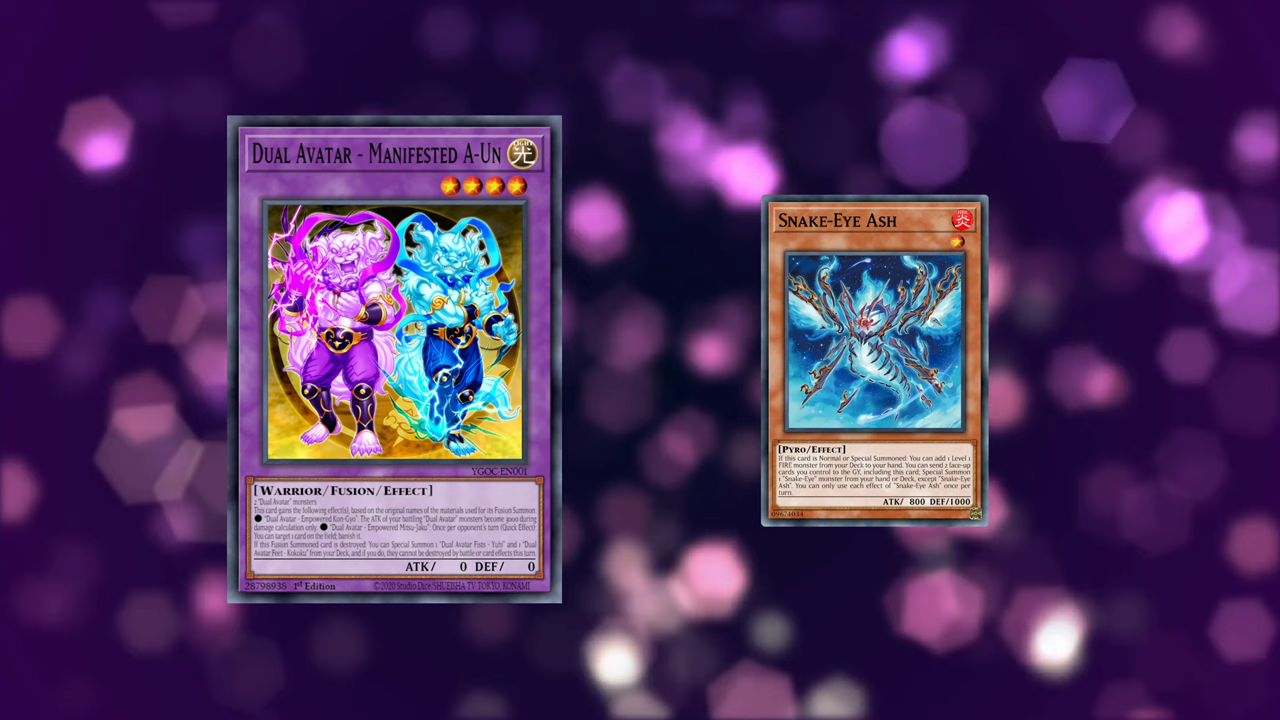 DUAL AVATAR - MANIFESTED A-UN
LIGHT
光
YGOC-EN001
[WARRIOR/FUSION/EFFECT]
2 "Dual Avatar" monsters
This card gains the following effect(s), based on the original names of the materials used for its Fusion Summon.
● "Dual Avatar - Empowered Kon-Gyo": The ATK of your battling "Dual Avatar" monsters become 3000 during
damage calculation only. ● "Dual Avatar - Empowered Mitsu-Jaku": Once per opponent's turn (Quick Effect):
You can target 1 card on the field; banish it.
If this Fusion Summoned card is destroyed: You can Special Summon 1 "Dual Avatar Fists - Yuhi" and 1 "Dual
Avatar Feet - Kokoku" from your Deck, and if you do, they cannot be destroyed by battle or card effects this turn.
ATK/ 0 DEF/ 0
28798938 1st Edition ©2020 Studio Dice/SHUEISHA, TV TOKYO, KONAMI
SNAKE-EYE ASH
炎
[PYRO/EFFECT]
If this card is Normal or Special Summoned: You can add 1 Level 1
FIRE monster from your Deck to your hand. You can send 2 face-up
cards you control to the GY, including this card; Special Summon
1 "Snake-Eye" monster from your hand or Deck, except "Snake-Eye
Ash". You can only use each effect of "Snake-Eye Ash" once per
turn.
ATK/ 800 DEF/1000
09674034